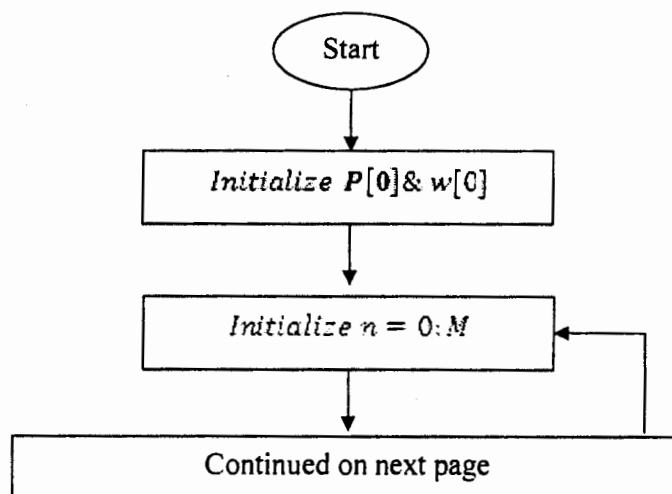 Start
Initialize P[0]& w[0]
Initialize n = 0:M
Continued on next page